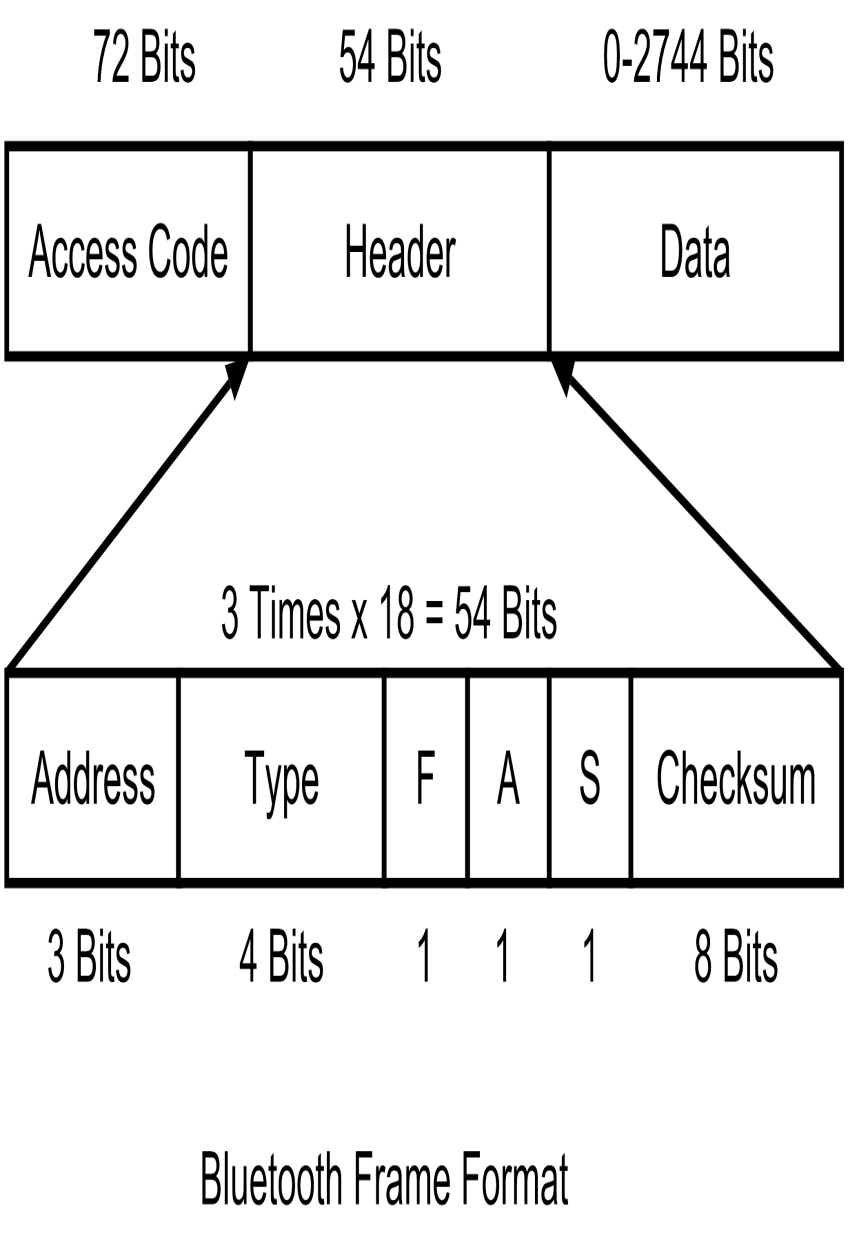 72 Bits 54 Bits 0-2744 Bits
Access Code Header Data
3 Times x 18 = 54 Bits
Address Type F A S Checksum
3 Bits 4 Bits 1 1 1 8 Bits
Bluetooth Frame Format